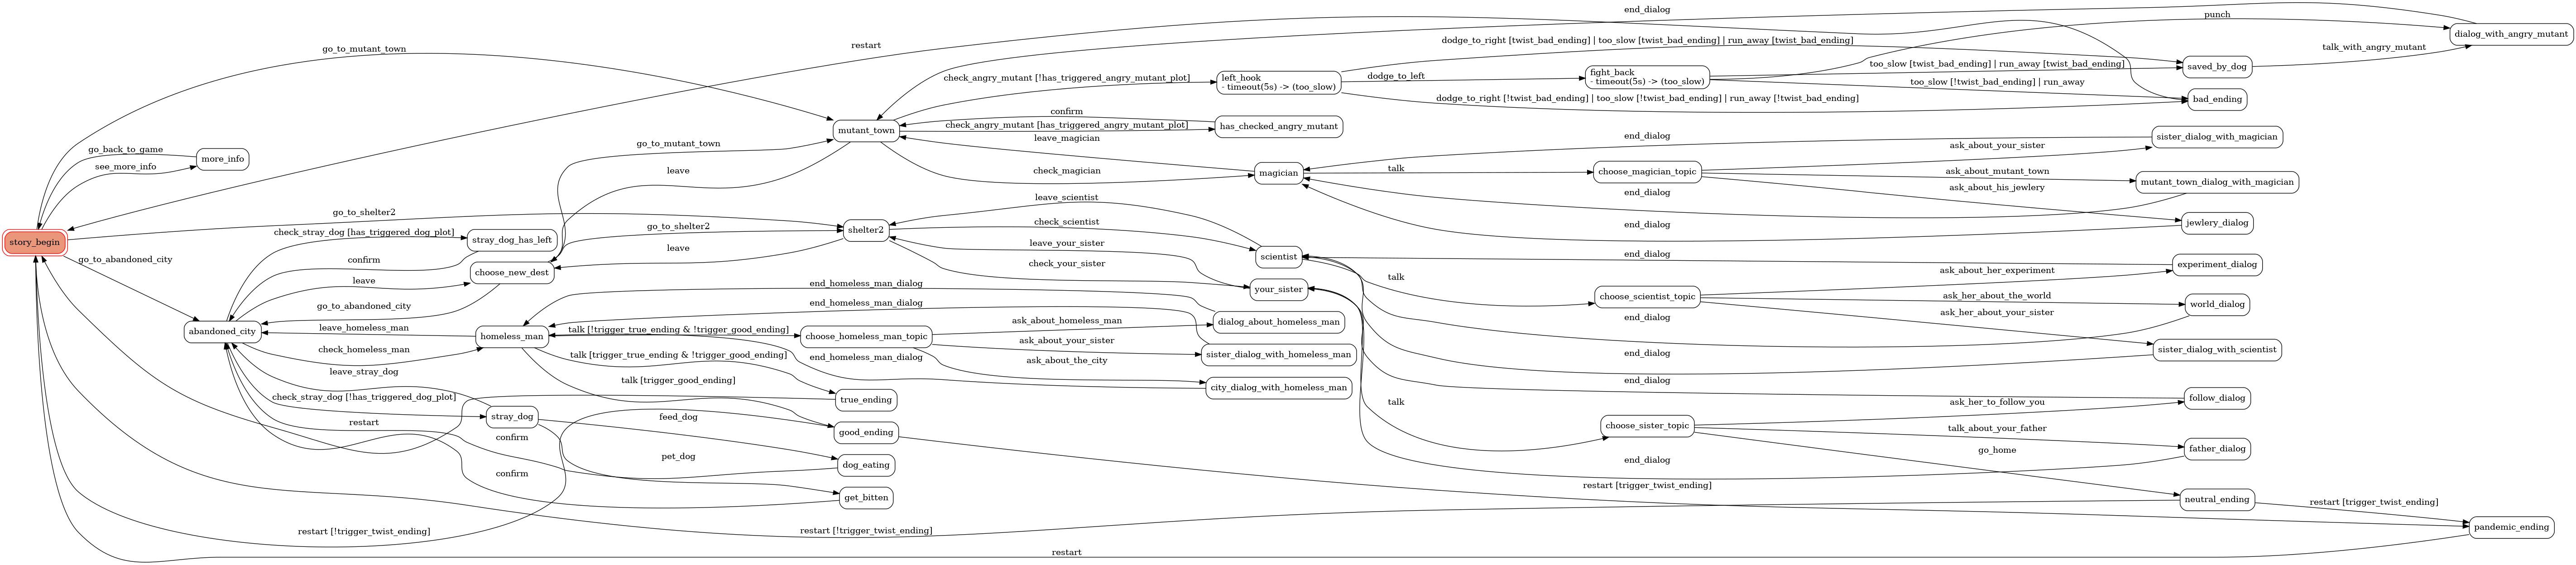 end_dialog
punch
dialog_with_angry_mutant
restart
go_to_mutant_town
dodge_to_right [twist_bad_ending] | too_slow [twist_bad_ending] | run_away [twist_bad_ending]
talk_with_angry_mutant
saved_by_dog
too_slow [twist_bad_ending] | run_away [twist_bad_ending]
check_angry_mutant [!has_triggered_angry_mutant_plot]
left_hook
- timeout(5s) -> (too_slow)
dodge_to_left
fight_back
- timeout(5s) -> (too_slow)
too_slow [!twist_bad_ending] | run_away
dodge_to_right [!twist_bad_ending] | too_slow [!twist_bad_ending] | run_away [!twist_bad_ending]
bad_ending
confirm
mutant_town
check_angry_mutant [has_triggered_angry_mutant_plot]
has_checked_angry_mutant
leave_magician
go_back_to_game
more_info
see_more_info
go_to_mutant_town
end_dialog
sister_dialog_with_magician
ask_about_your_sister
leave
check_magician
magician
talk
choose_magician_topic
ask_about_mutant_town
mutant_town_dialog_with_magician
ask_about_his_jewlery
end_dialog
leave_scientist
go_to_shelter2
end_dialog
jewlery_dialog
check_scientist
go_to_shelter2
shelter2
check_stray_dog [has_triggered_dog_plot]
stray_dog_has_left
story_begin
leave
leave_your_sister
end_dialog
scientist
go_to_abandoned_city
confirm
check_your_sister
experiment_dialog
ask_about_her_experiment
choose_new_dest
leave
talk
end_homeless_man_dialog
your_sister
choose_scientist_topic
ask_her_about_the_world
world_dialog
go_to_abandoned_city
end_homeless_man_dialog
ask_her_about_your_sister
end_dialog
abandoned_city
leave_homeless_man
talk [!trigger_true_ending & !trigger_good_ending]
ask_about_homeless_man
dialog_about_homeless_man
homeless_man
choose_homeless_man_topic
ask_about_your_sister
check_homeless_man
talk [trigger_true_ending & !trigger_good_ending]
end_homeless_man_dialog
sister_dialog_with_homeless_man
sister_dialog_with_scientist
end_dialog
ask_about_the_city
leave_stray_dog
talk [trigger_good_ending]
end_dialog
city_dialog_with_homeless_man
check_stray_dog [!has_triggered_dog_plot]
true_ending
follow_dialog
talk
ask_her_to_follow_you
stray_dog
feed_dog
restart
choose_sister_topic
talk_about_your_father
confirm
good_ending
father_dialog
go_home
pet_dog
dog_eating
end_dialog
confirm
restart [trigger_twist_ending]
get_bitten
neutral_ending
restart [trigger_twist_ending]
restart [!trigger_twist_ending]
restart [!trigger_twist_ending]
pandemic_ending
restart